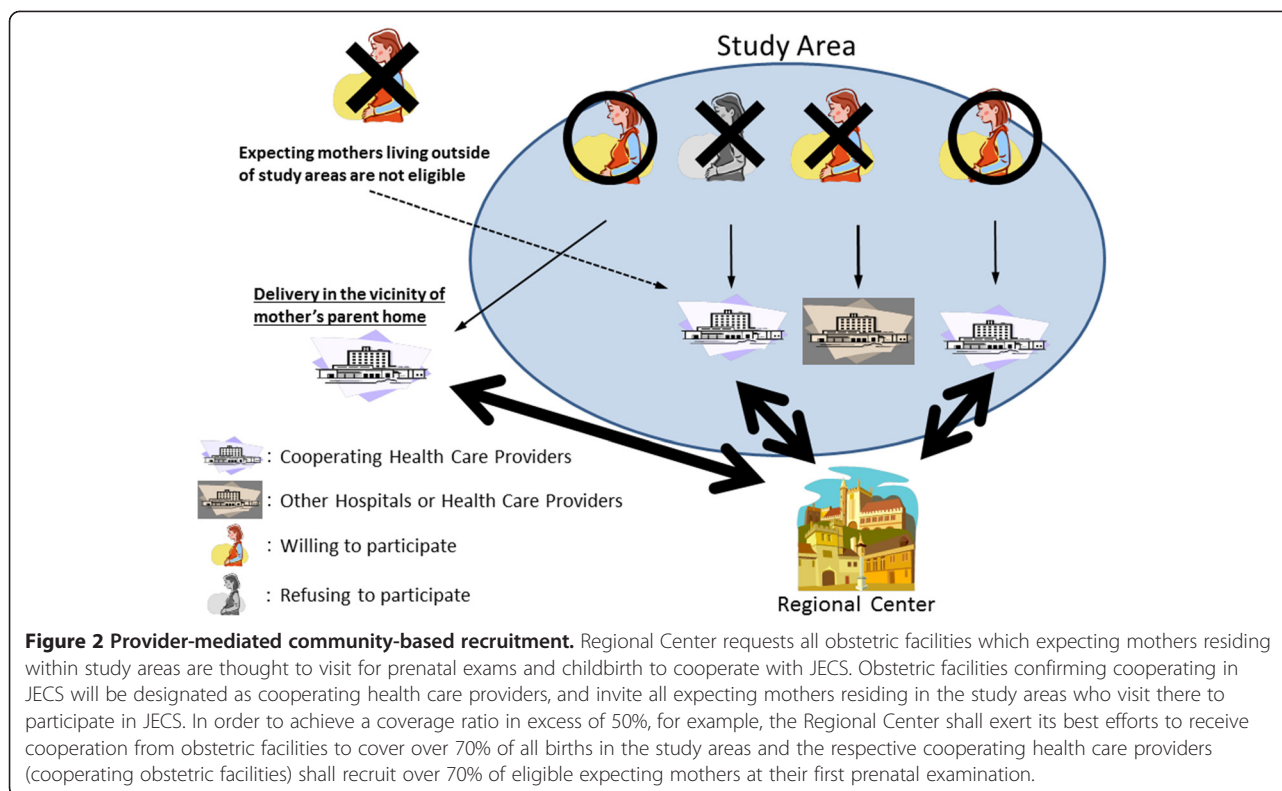 Study Area
Expecting mothers living outside
of study areas are not eligible
Delivery in the vicinity of
mother's parent home
: Cooperating Health Care Providers
: Other Hospitals or Health Care Providers
: Willing to participate
: Refusing to participate
Regional Center
Figure 2 Provider-mediated community-based recruitment. Regional Center requests all obstetric facilities which expecting mothers residing
within study areas are thought to visit for prenatal exams and childbirth to cooperate with JECS. Obstetric facilities confirming cooperating in
JECS will be designated as cooperating health care providers, and invite all expecting mothers residing in the study areas who visit there to
participate in JECS. In order to achieve a coverage ratio in excess of 50%, for example, the Regional Center shall exert its best efforts to receive
cooperation from obstetric facilities to cover over 70% of all births in the study areas and the respective cooperating health care providers
(cooperating obstetric facilities) shall recruit over 70% of eligible expecting mothers at their first prenatal examination.